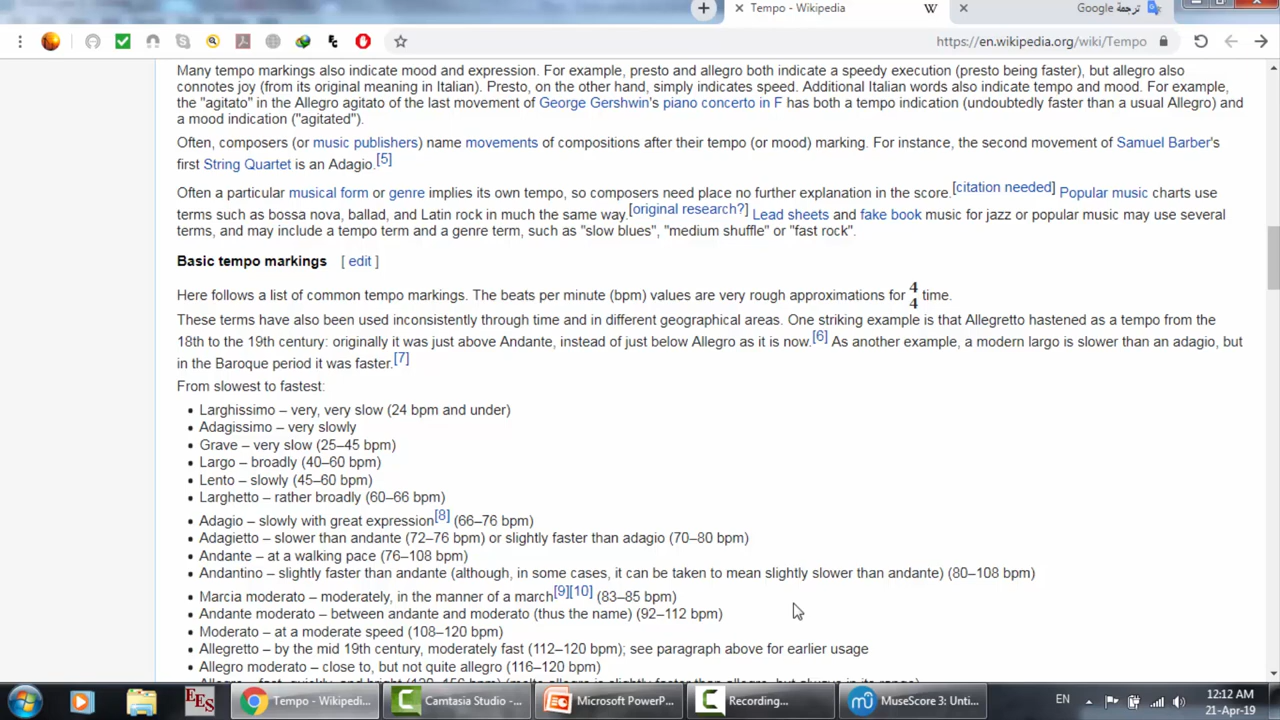 Tempo - Wikipedia
W
ترجمة Google
https://en.wikipedia.org/wiki/Tempo
Many tempo markings also indicate mood and expression. For example, presto and allegro both indicate a speedy execution (presto being faster), but allegro also
connotes joy (from its original meaning in Italian). Presto, on the other hand, simply indicates speed. Additional Italian words also indicate tempo and mood. For example,
the "agitato" in the Allegro agitato of the last movement of George Gershwin's piano concerto in F has both a tempo indication (undoubtedly faster than a usual Allegro) and
a mood indication ("agitated").
Often, composers (or music publishers) name movements of compositions after their tempo (or mood) marking. For instance, the second movement of Samuel Barber's
first String Quartet is an Adagio.[5]
Often a particular musical form or genre implies its own tempo, so composers need place no further explanation in the score.[citation needed] Popular music charts use
terms such as bossa nova, ballad, and Latin rock in much the same way.[original research?] Lead sheets and fake book music for jazz or popular music may use several
terms, and may include a tempo term and a genre term, such as "slow blues", "medium shuffle" or "fast rock".
Basic tempo markings [ edit ]
Here follows a list of common tempo markings. The beats per minute (bpm) values are very rough approximations for 4/4 time.
These terms have also been used inconsistently through time and in different geographical areas. One striking example is that Allegretto hastened as a tempo from the
18th to the 19th century: originally it was just above Andante, instead of just below Allegro as it is now.[6] As another example, a modern largo is slower than an adagio, but
in the Baroque period it was faster.[7]
From slowest to fastest:
• Larghissimo – very, very slow (24 bpm and under)
• Adagissimo – very slowly
• Grave – very slow (25–45 bpm)
• Largo – broadly (40–60 bpm)
• Lento – slowly (45–60 bpm)
• Larghetto – rather broadly (60–66 bpm)
• Adagio – slowly with great expression[8] (66–76 bpm)
• Adagietto – slower than andante (72–76 bpm) or slightly faster than adagio (70–80 bpm)
• Andante – at a walking pace (76–108 bpm)
• Andantino – slightly faster than andante (although, in some cases, it can be taken to mean slightly slower than andante) (80–108 bpm)
• Marcia moderato – moderately, in the manner of a march[9][10] (83–85 bpm)
• Andante moderato – between andante and moderato (thus the name) (92–112 bpm)
• Moderato – at a moderate speed (108–120 bpm)
• Allegretto – by the mid 19th century, moderately fast (112–120 bpm); see paragraph above for earlier usage
• Allegro moderato – close to, but not quite allegro (116–120 bpm)
EES
Tempo - Wikipedi...
Camtasia Studio -...
Microsoft PowerP...
Recording...
MuseScore 3: Unti...
EN
12:12 AM
21-Apr-19